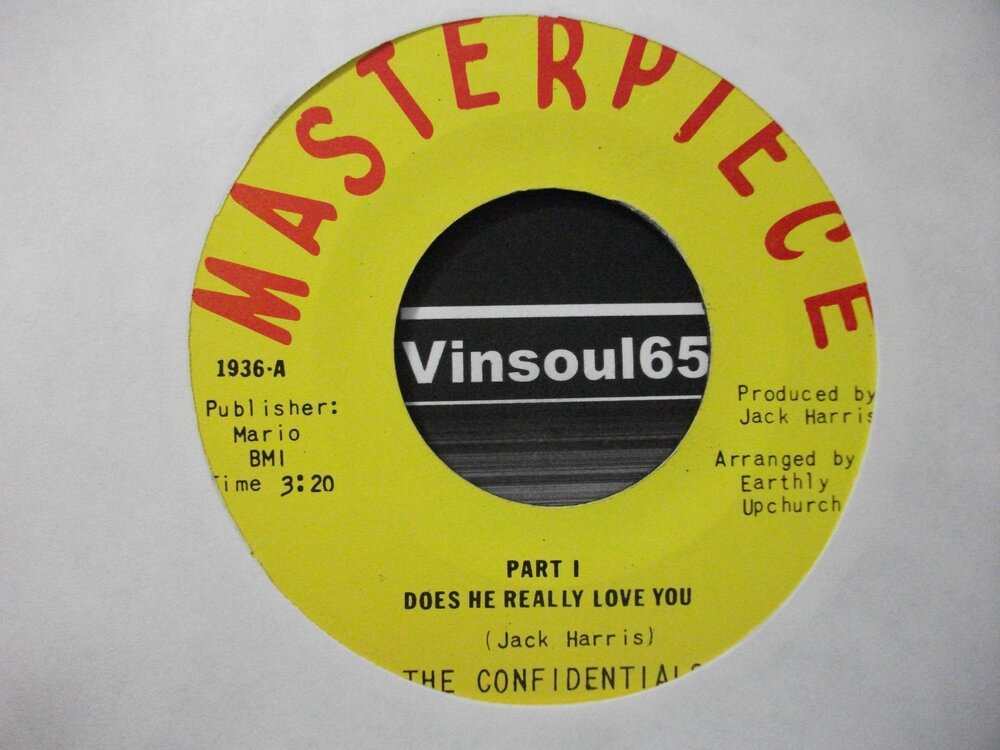 MASTERPIECE
Vinsoul65
1936-A
Publisher:
Mario
BMI
Time 3:20
Produced by
Jack Harris
Arranged by
Earthly
Upchurch
PART I
DOES HE REALLY LOVE YOU
(Jack Harris)
THE CONFIDENTIALS